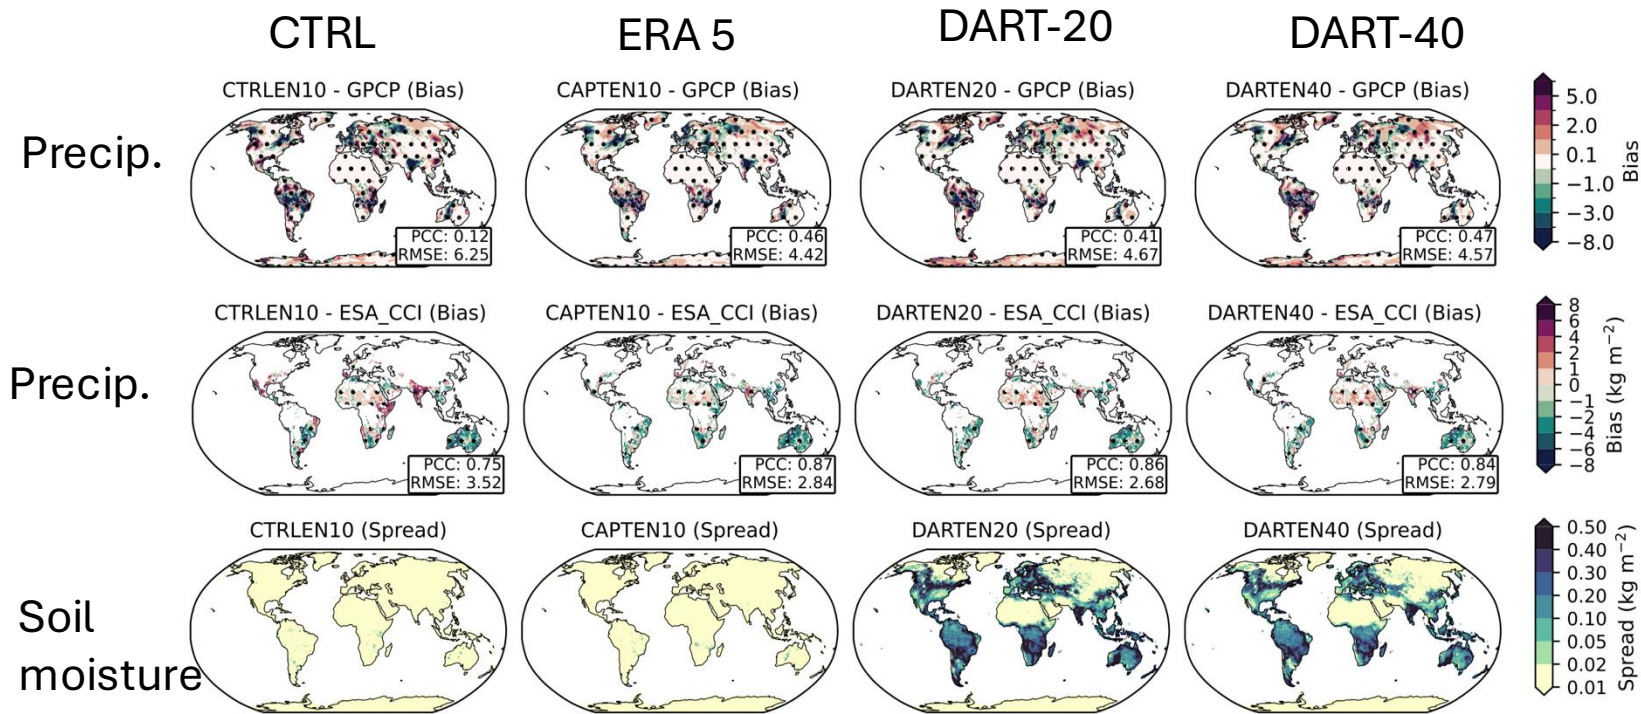 CTRL
ERA 5
DART-20
DART-40
Precip.
CTRLEN10 - GPCP (Bias)
PCC: 0.12
RMSE: 6.25
CAPTEN10 - GPCP (Bias)
PCC: 0.46
RMSE: 4.42
DARTEN20 - GPCP (Bias)
PCC: 0.41
RMSE: 4.67
DARTEN40 - GPCP (Bias)
PCC: 0.47
RMSE: 4.57
5.0
2.0
0.1
−1.0
−3.0
−8.0
Bias
Precip.
CTRLEN10 - ESA_CCI (Bias)
PCC: 0.75
RMSE: 3.52
CAPTEN10 - ESA_CCI (Bias)
PCC: 0.87
RMSE: 2.84
DARTEN20 - ESA_CCI (Bias)
PCC: 0.86
RMSE: 2.68
DARTEN40 - ESA_CCI (Bias)
PCC: 0.84
RMSE: 2.79
8
6
4
2
1
0
−1
−2
−4
−6
−8
Bias (kg m⁻²)
Soil
moisture
CTRLEN10 (Spread)
CAPTEN10 (Spread)
DARTEN20 (Spread)
DARTEN40 (Spread)
0.50
0.40
0.30
0.20
0.10
0.05
0.02
0.01
Spread (kg m⁻²)